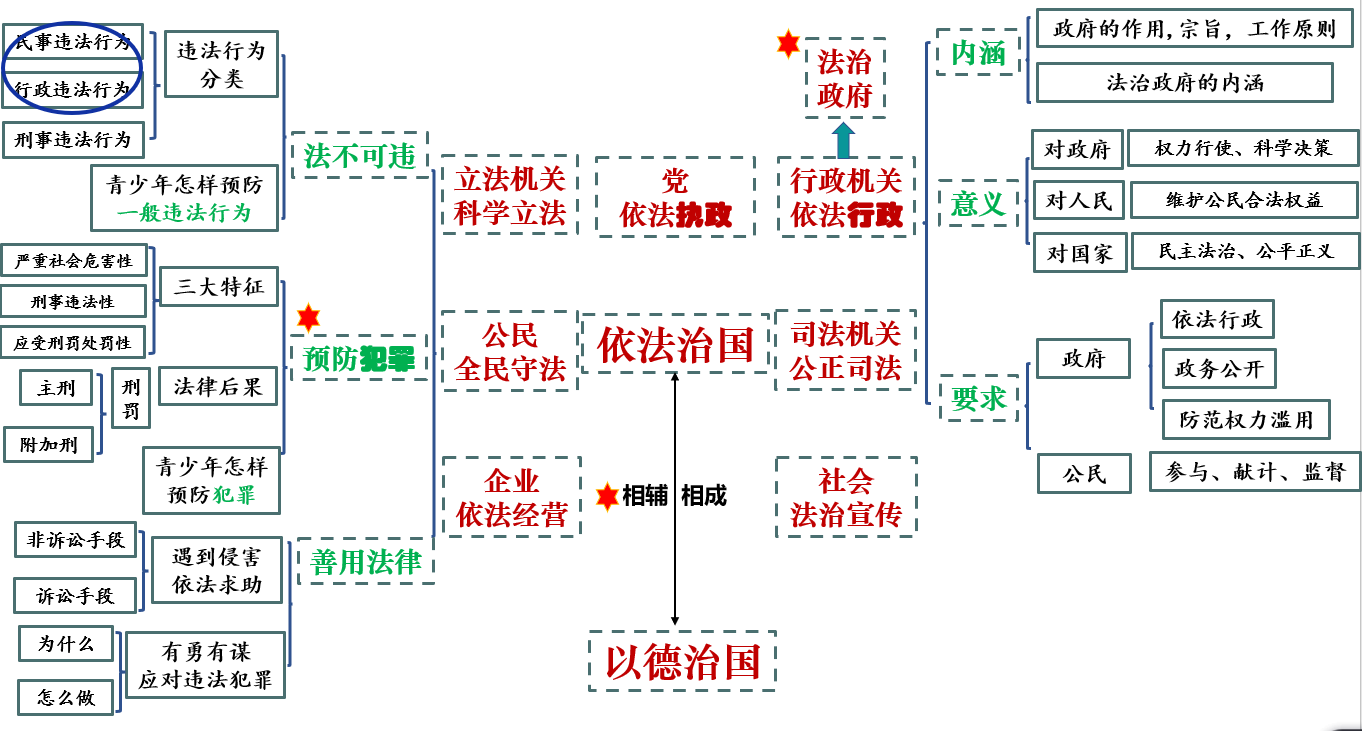 民事违法行为
行政违法行为
刑事违法行为
违法行为
分类
青少年怎样预防
一般违法行为
法不可违
严重社会危害性
刑事违法性
应受刑罚处罚性
三大特征
主刑
附加刑
刑
罚
法律后果
青少年怎样
预防犯罪
预防犯罪
非诉讼手段
诉讼手段
遇到侵害
依法求助
为什么
怎么做
有勇有谋
应对违法犯罪
善用法律
立法机关
科学立法
党
依法执政
行政机关
依法行政
法治
政府
公民
全民守法
依法治国
司法机关
公正司法
企业
依法经营
相辅 相成
社会
法治宣传
以德治国
内涵
政府的作用,宗旨，工作原则
法治政府的内涵
意义
对政府
权力行使、科学决策
对人民
维护公民合法权益
对国家
民主法治、公平正义
要求
政府
依法行政
政务公开
防范权力滥用
公民
参与、献计、监督